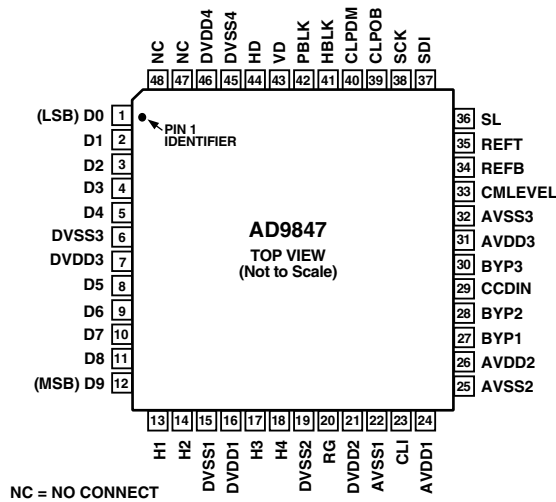 NC
NC
DVDD4
DVSS4
HD
VD
PBLK
HBLK
CLPDM
CLPOB
SCK
SDI
48 47 46 45 44 43 42 41 40 39 38 37
(LSB) D0 1
D1 2
D2 3
D3 4
D4 5
DVSS3 6
DVDD3 7
D5 8
D6 9
D7 10
D8 11
(MSB) D9 12
PIN 1
IDENTIFIER
AD9847
TOP VIEW
(Not to Scale)
36 SL
35 REFT
34 REFB
33 CMLEVEL
32 AVSS3
31 AVDD3
30 BYP3
29 CCDIN
28 BYP2
27 BYP1
26 AVDD2
25 AVSS2
13 14 15 16 17 18 19 20 21 22 23 24
H1
H2
DVSS1
DVDD1
H3
H4
DVSS2
RG
DVDD2
AVSS1
CLI
AVDD1
NC = NO CONNECT